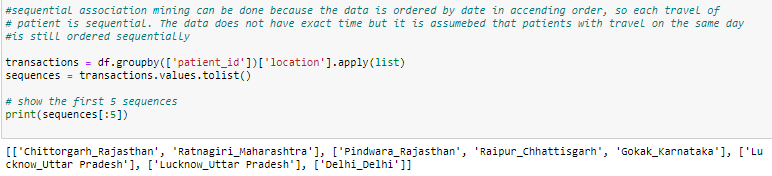 #sequential association mining can be done because the data is ordered by date in accending order, so each travel of
# patient is sequential. The data does not have exact time but it is assumebed that patients with travel on the same day
#is still ordered sequentially
transactions = df.groupby(['patient_id'])['location'].apply(list)
sequences = transactions.values.tolist()
# show the first 5 sequences
print(sequences[:5])
[['Chittorgarh_Rajasthan', 'Ratnagiri_Maharashtra'], ['Pindwara_Rajasthan', 'Raipur_Chhattisgarh', 'Gokak_Karnataka'], ['Lu
cknow_Uttar Pradesh'], ['Lucknow_Uttar Pradesh'], ['Delhi_Delhi']]